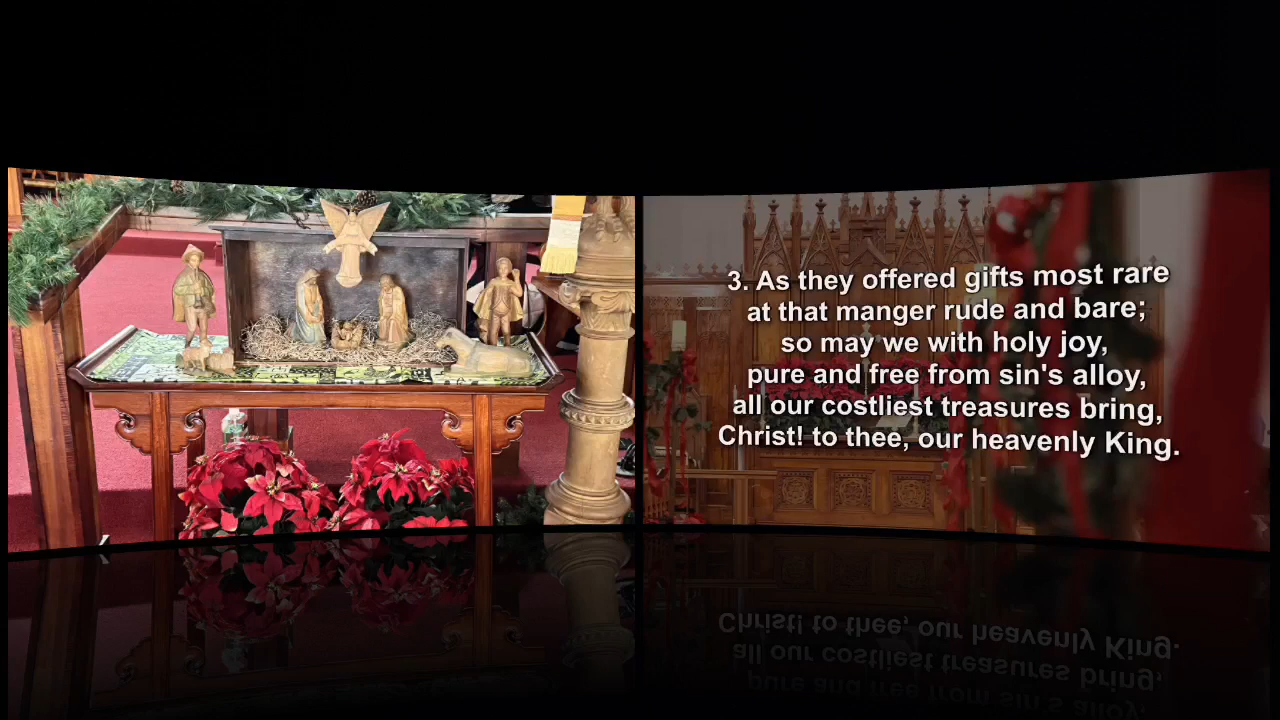 3. As they offered gifts most rare
at that manger rude and bare;
so may we with holy joy,
pure and free from sin's alloy,
all our costliest treasures bring,
Christ! to thee, our heavenly King.